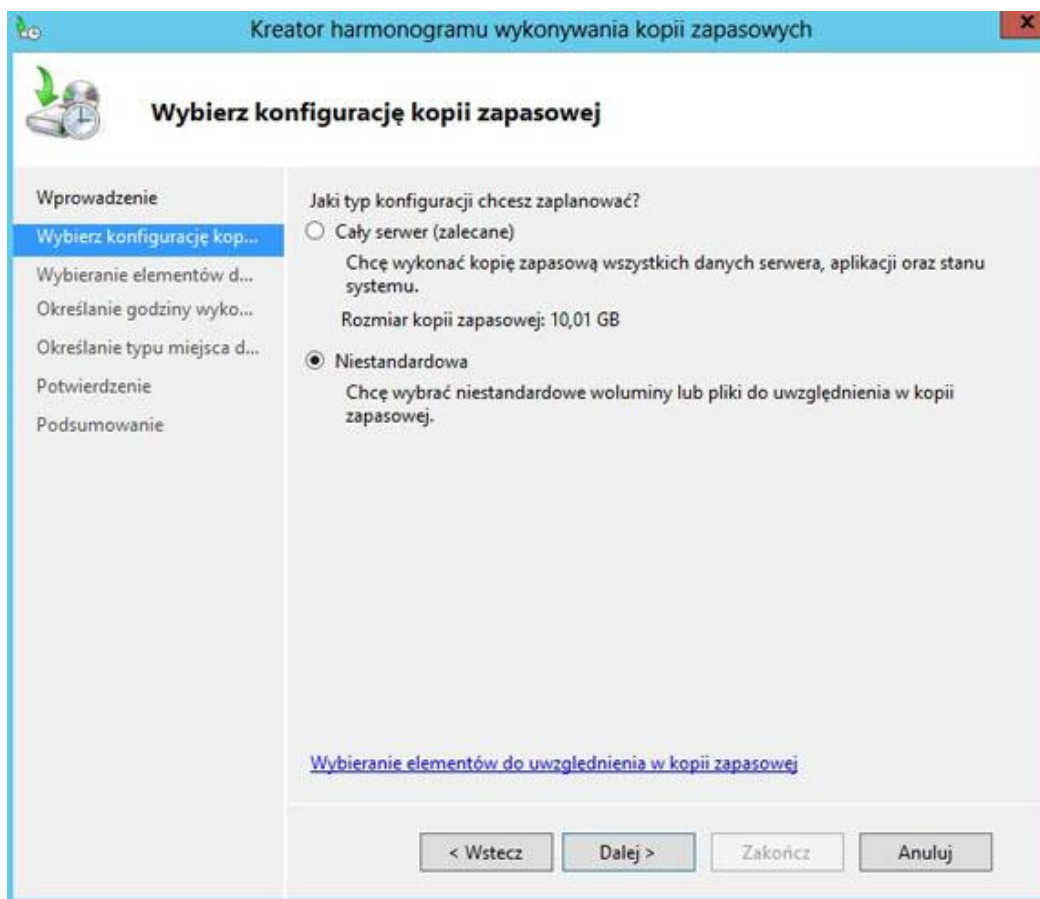 Kreator harmonogramu wykonywania kopii zapasowych
Wybierz konfigurację kopii zapasowej
Wprowadzenie
Wybierz konfigurację kop...
Wybieranie elementów d...
Określanie godziny wyko...
Określanie typu miejsca d...
Potwierdzenie
Podsumowanie
Jaki typ konfiguracji chcesz zaplanować?
Cały serwer (zalecane)
Chcę wykonać kopię zapasową wszystkich danych serwera, aplikacji oraz stanu
systemu.
Rozmiar kopii zapasowej: 10,01 GB
Niestandardowa
Chcę wybrać niestandardowe woluminy lub pliki do uwzględnienia w kopii
zapasowej.
Wybieranie elementów do uwzględnienia w kopii zapasowej
< Wstecz
Dalej >
Zakończ
Anuluj